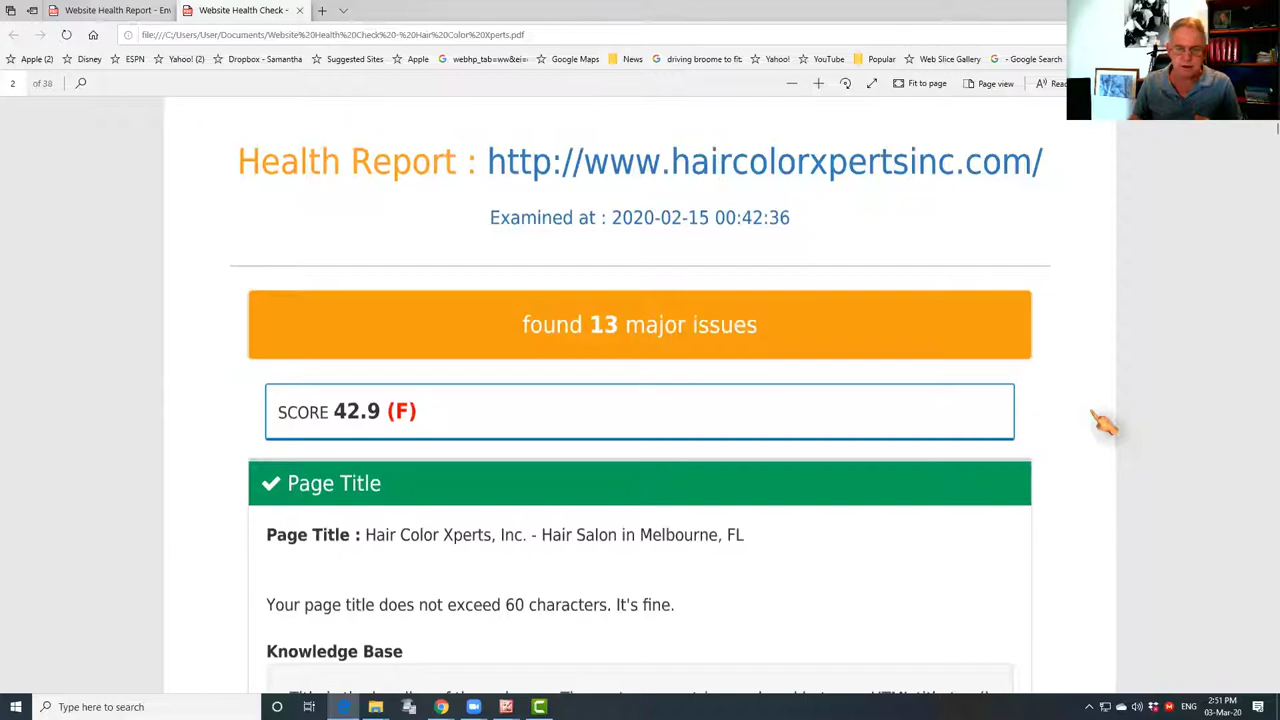 Website Health Report - Env
Website Health Check -
file:///C:/Users/User/Documents/Website%20Health%20Check%20-%20Hair%20Color%20Xperts.pdf
Apple (2) Disney ESPN Yahoo! (2) Dropbox - Samantha Suggested Sites Apple webhp_tab=ww&ei= Google Maps News driving broome to fit. Yahoo! YouTube Popular Web Slice Gallery - Google Search
2 of 38 Fit to page Page view Rea
Health Report : http://www.haircolorxpertsinc.com/
Examined at : 2020-02-15 00:42:36
found 13 major issues
SCORE 42.9 (F)
Page Title
Page Title : Hair Color Xperts, Inc. - Hair Salon in Melbourne, FL
Your page title does not exceed 60 characters. It's fine.
Knowledge Base
Type here to search
ENG
2:51 PM
03-Mar-20